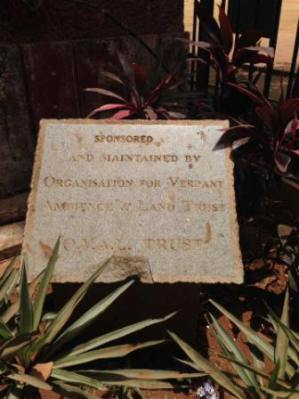 SPONSORED
AND MAINTAINED BY
ORGANISATION FOR VERDANT
AMBIENCE & LAND TRUST
O.V.A.L. TRUST